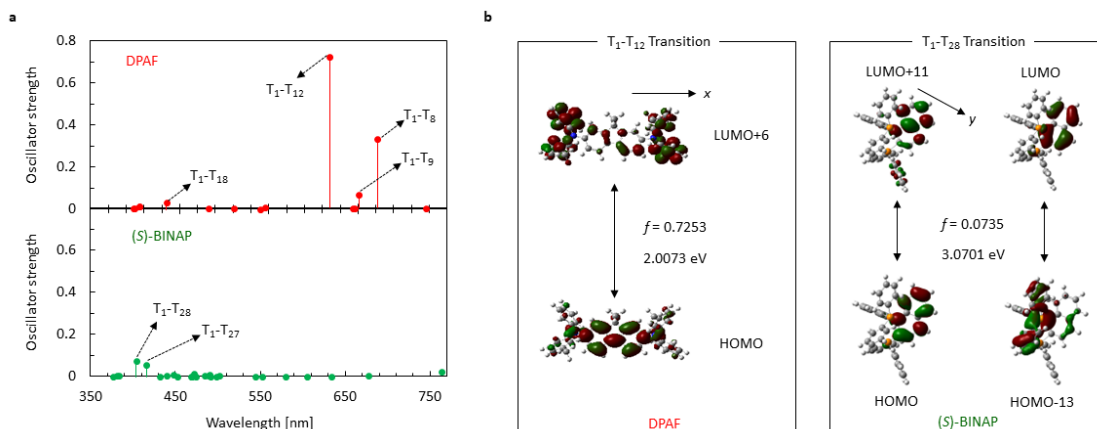 a
0.8
DPAF
0.6
T₁-T₁₂
0.4
T₁-T₈
0.2
T₁-T₉
T₁-T₁₈
0
Oscillator strength
(S)-BINAP
0.6
0.4
0.2
T₁-T₂₈
T₁-T₂₇
0
Oscillator strength
350
450
550
650
750
Wavelength [nm]
b
T₁-T₁₂ Transition
x
LUMO+6
f = 0.7253
2.0073 eV
HOMO
DPAF
T₁-T₂₈ Transition
LUMO+11
LUMO
y
f = 0.0735
3.0701 eV
HOMO
HOMO-13
(S)-BINAP